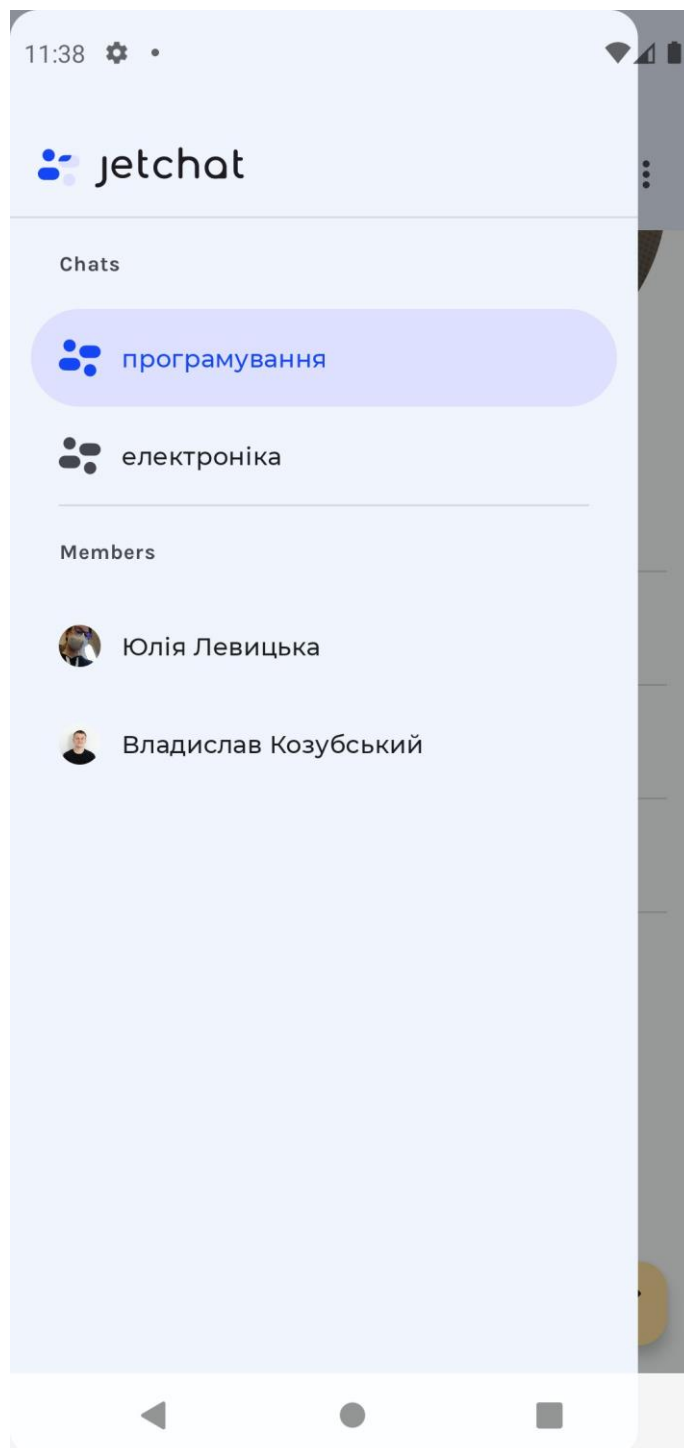 11:38
jetchat
Chats
програмування
електроніка
Members
Юлія Левицька
Владислав Козубський